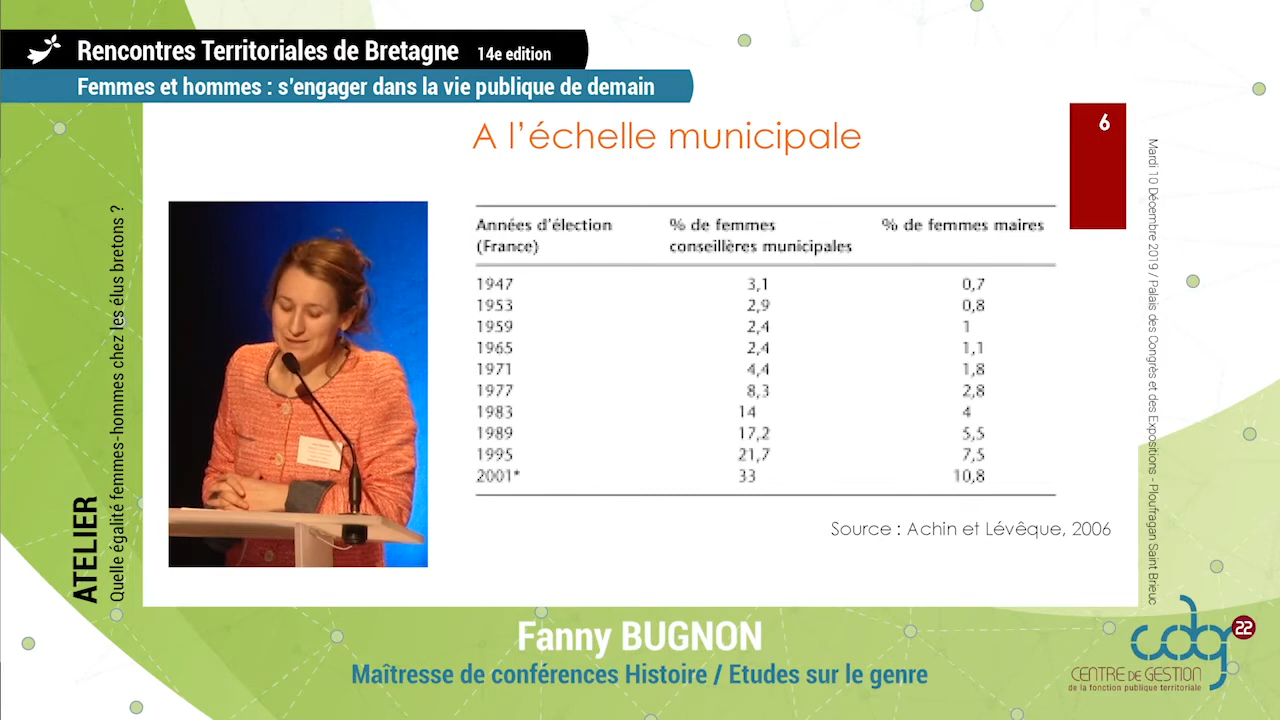 Rencontres Territoriales de Bretagne 14e edition
Femmes et hommes : s'engager dans la vie publique de demain
ATELIER
Quelle égalité femmes-hommes chez les élus bretons ?
A l'échelle municipale
6
Années d'élection (France) % de femmes conseillères municipales % de femmes maires
1947 3,1 0,7
1953 2,9 0,8
1959 2,4 1
1965 2,4 1,1
1971 4,4 1,8
1977 8,3 2,8
1983 14 4
1989 17,2 5,5
1995 21,7 7,5
2001* 33 10,8
Source : Achin et Lévêque, 2006
Mardi 10 Décembre 2019 / Palais des Congrès et des Expositions - Ploufragan Saint Brieuc
Fanny BUGNON
Maîtresse de conférences Histoire / Etudes sur le genre
cdg 22
CENTRE DE GESTION
de la fonction publique territoriale